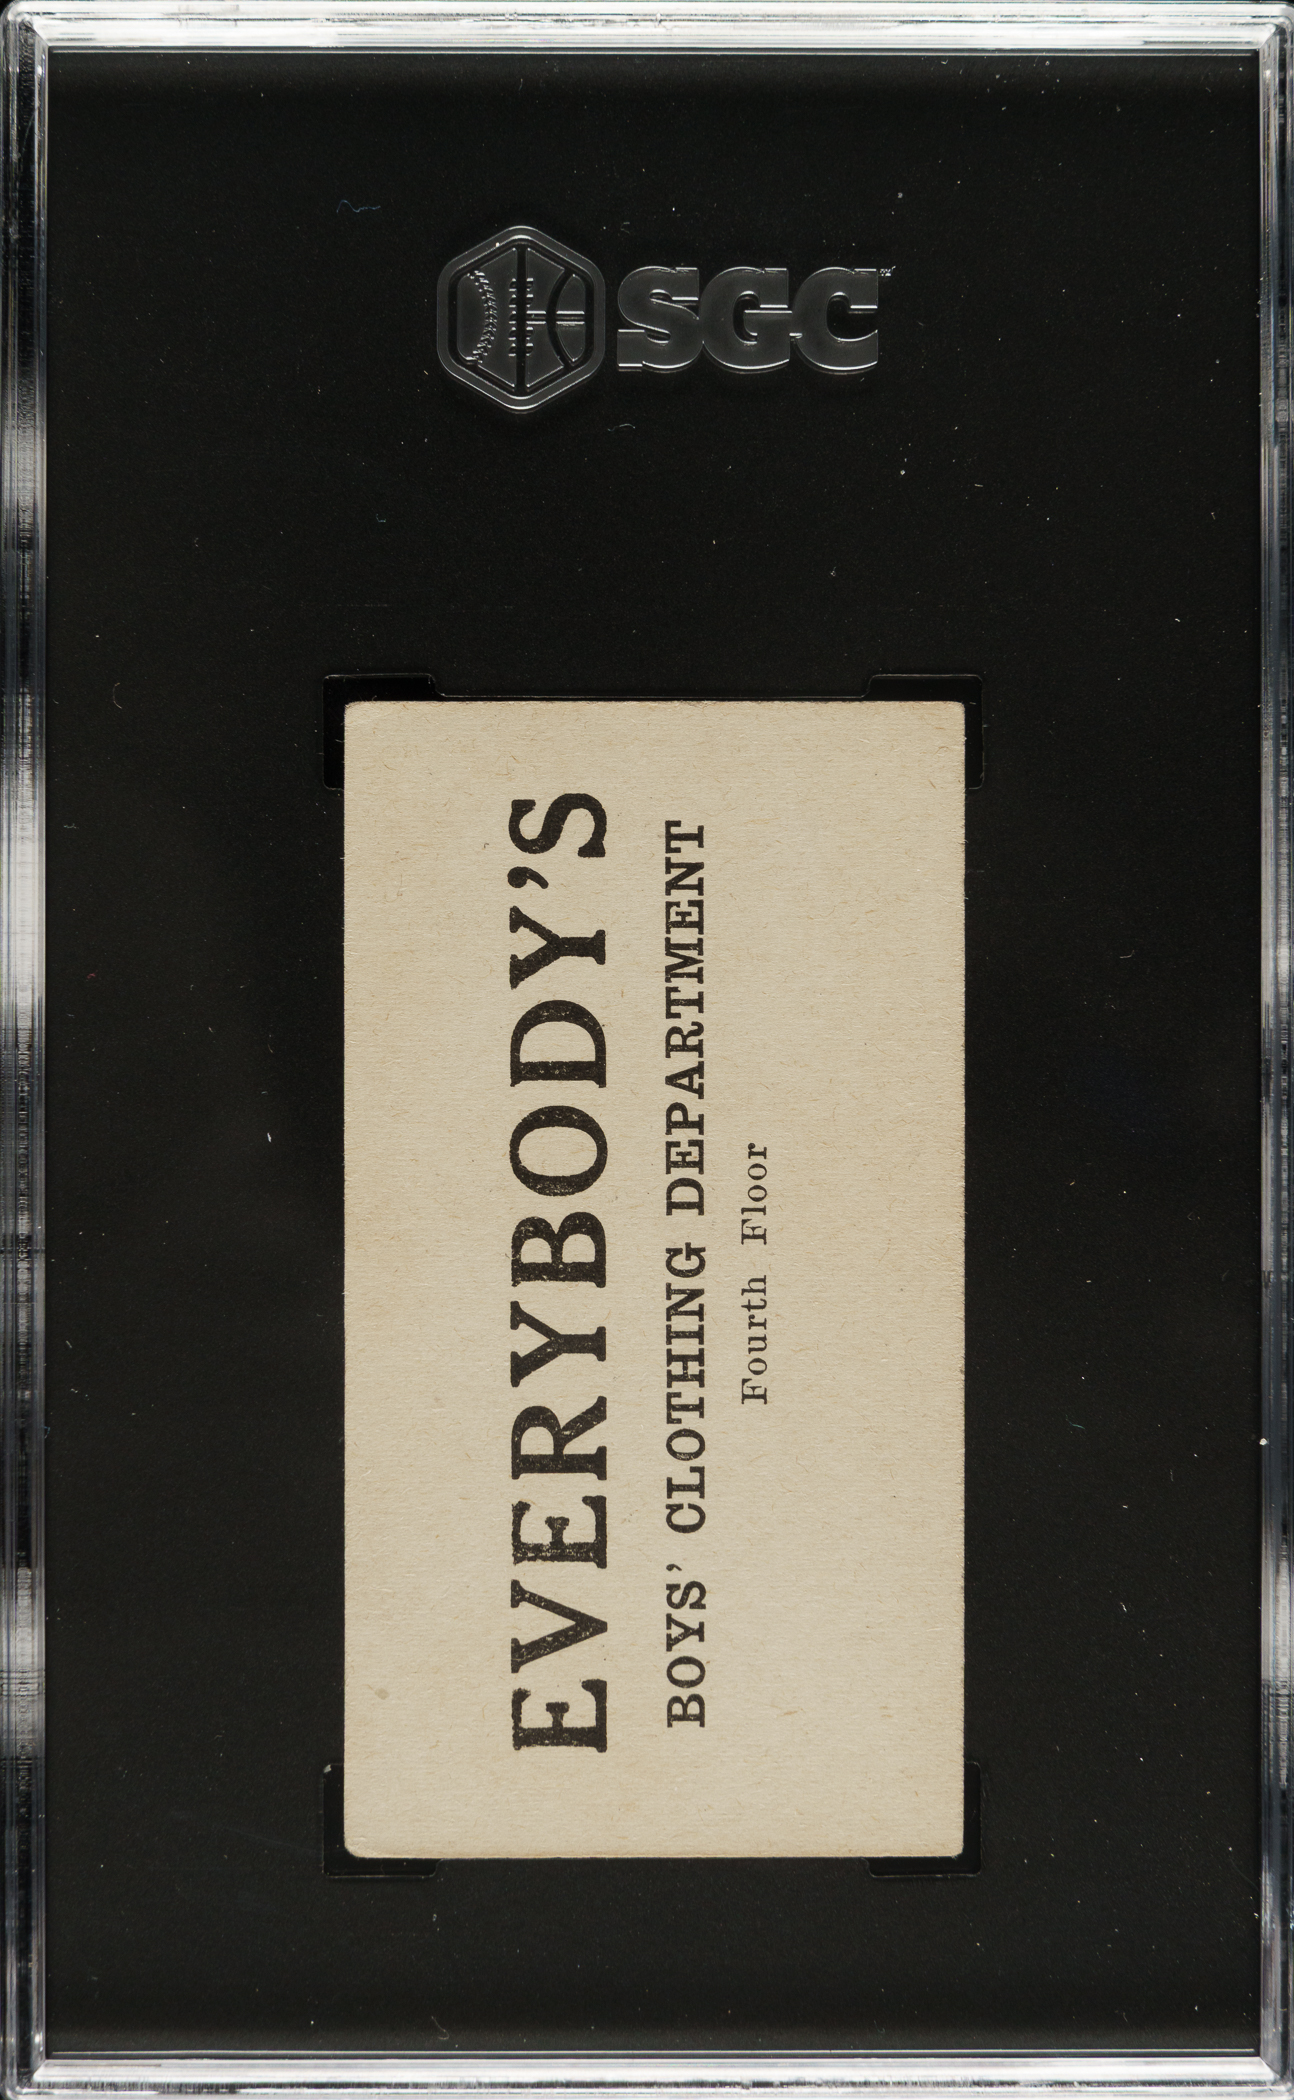 SGC
EVERYBODY'S
BOYS' CLOTHING DEPARTMENT
Fourth Floor